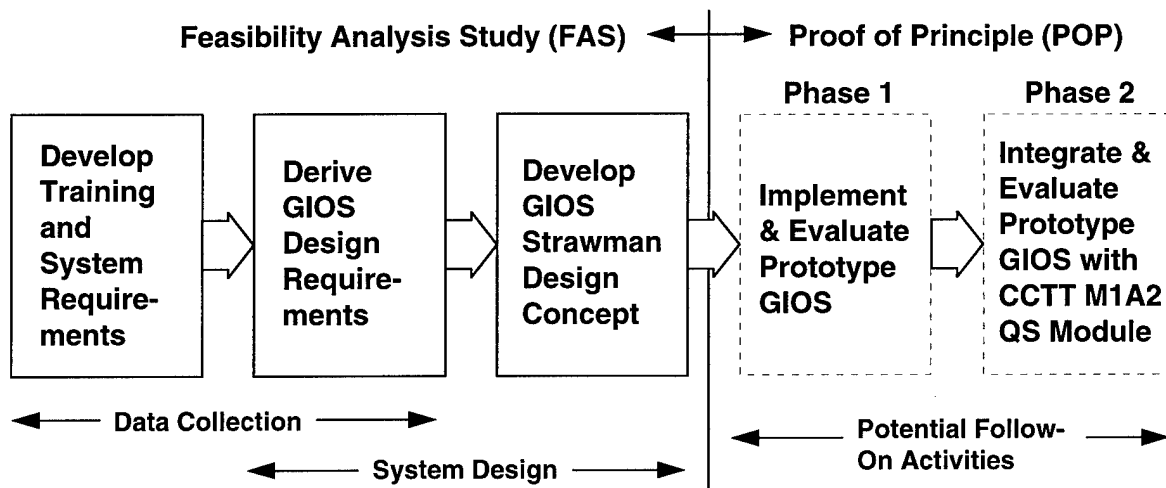 Feasibility Analysis Study (FAS)
Proof of Principle (POP)
Phase 1
Phase 2
Develop
Training
and
System
Require-
ments
Derive
GIOS
Design
Require-
ments
Develop
GIOS
Strawman
Design
Concept
Implement
& Evaluate
Prototype
GIOS
Integrate &
Evaluate
Prototype
GIOS with
CCTT M1A2
QS Module
Data Collection
System Design
Potential Follow-
On Activities